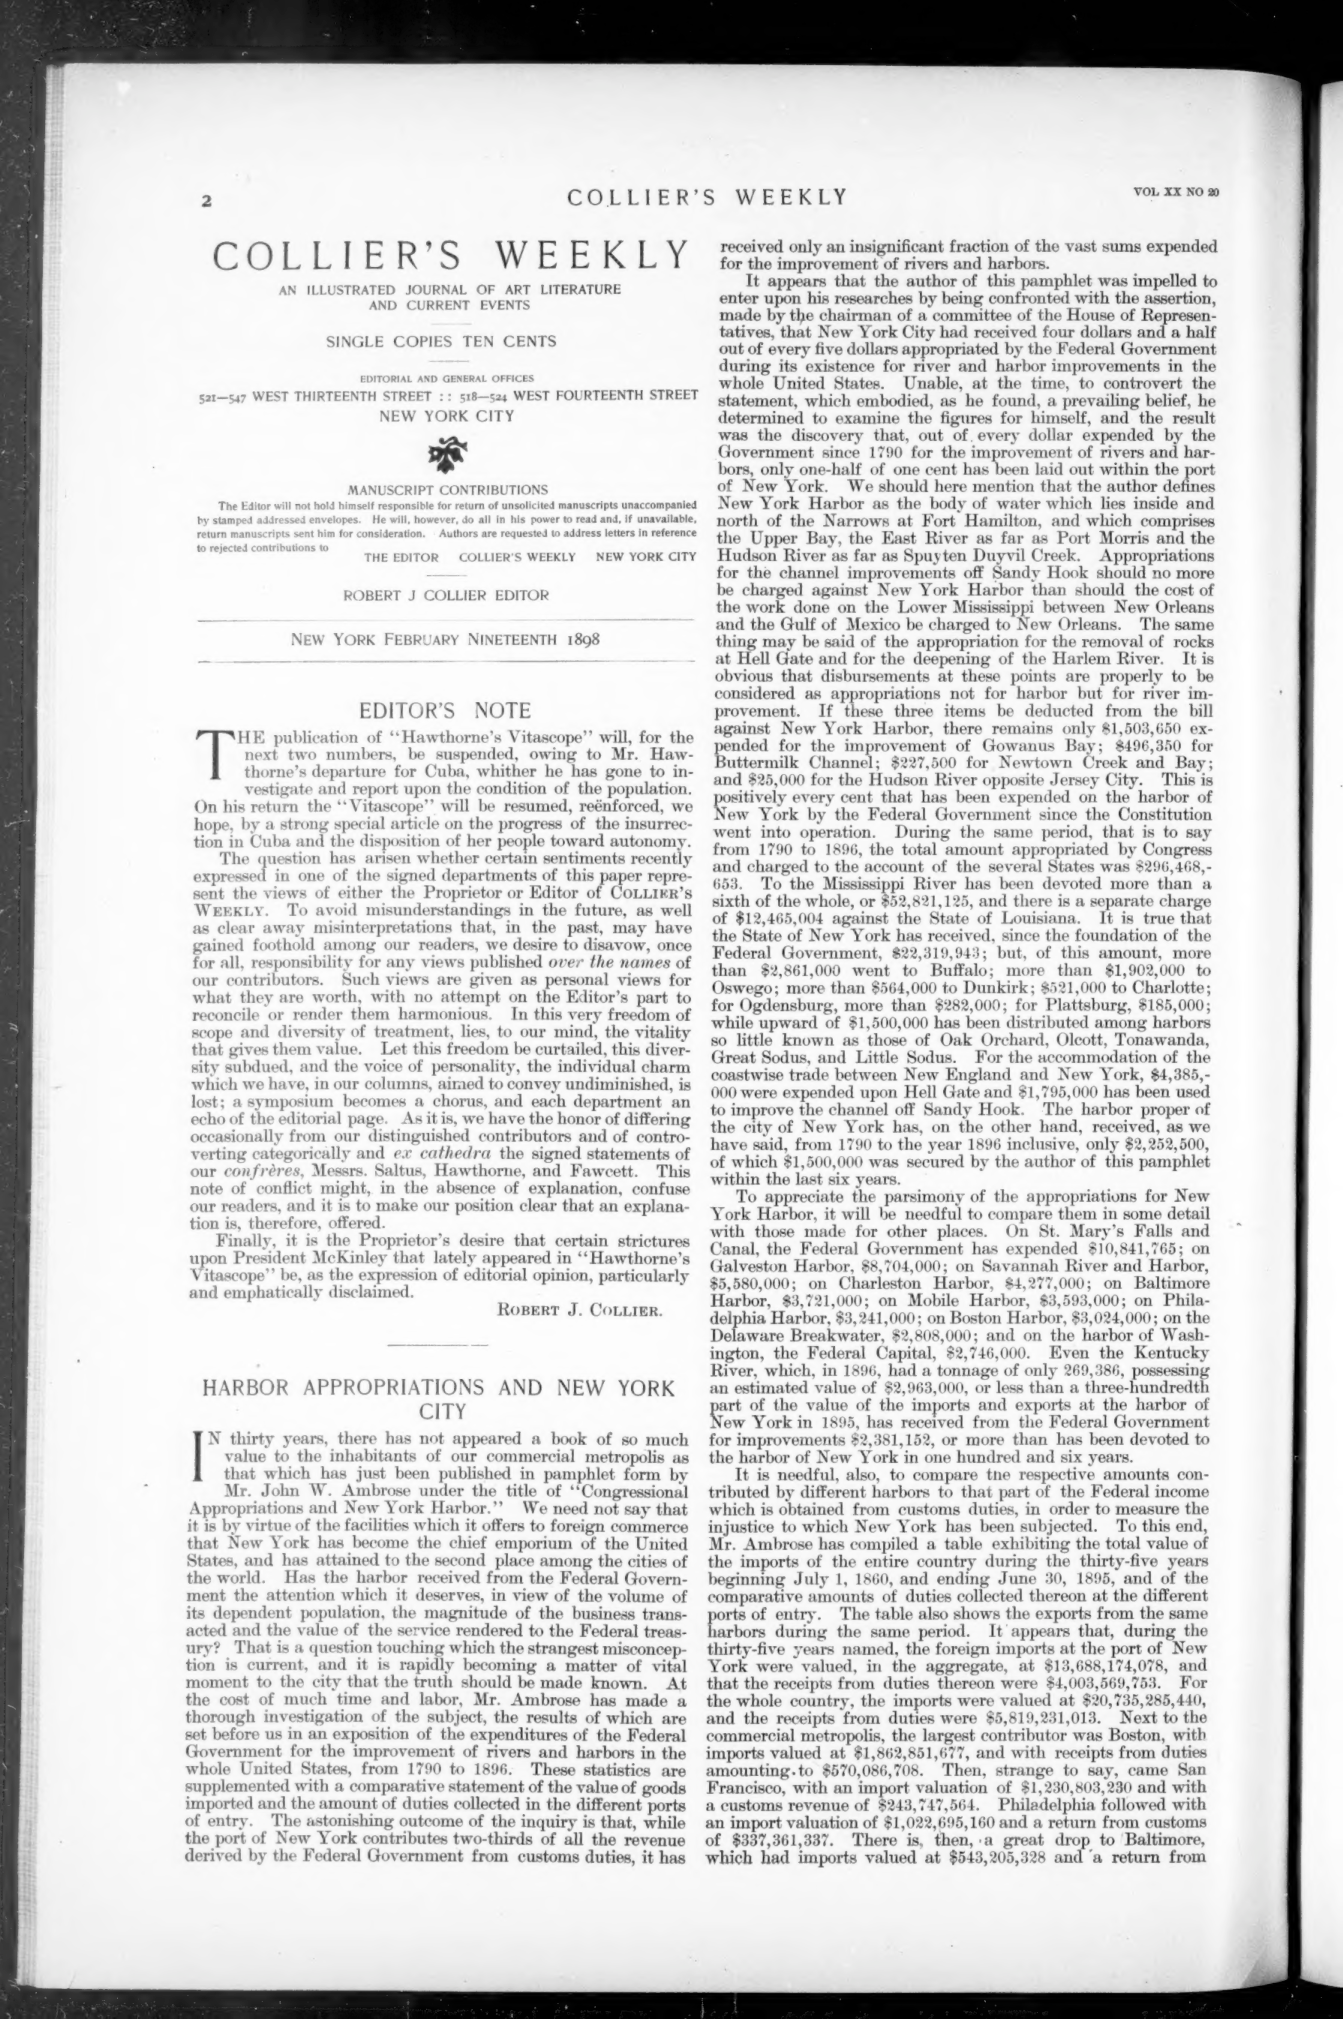 2
COLLIER'S WEEKLY
VOL XX NO 20
COLLIER'S WEEKLY
AN ILLUSTRATED JOURNAL OF ART LITERATURE
AND CURRENT EVENTS
SINGLE COPIES TEN CENTS
EDITORIAL AND GENERAL OFFICES
521—547 WEST THIRTEENTH STREET :: 518—524 WEST FOURTEENTH STREET
NEW YORK CITY
MANUSCRIPT CONTRIBUTIONS
The Editor will not hold himself responsible for return of unsolicited manuscripts unaccompanied
by stamped addressed envelopes. He will, however, do all in his power to read and, if unavailable,
return manuscripts sent him for consideration. Authors are requested to address letters in reference
to rejected contributions to
THE EDITOR COLLIER'S WEEKLY NEW YORK CITY
ROBERT J COLLIER EDITOR
NEW YORK FEBRUARY NINETEENTH 1898
EDITOR'S NOTE
THE publication of "Hawthorne's Vitascope" will, for the
next two numbers, be suspended, owing to Mr. Haw-
thorne's departure for Cuba, whither he has gone to in-
vestigate and report upon the condition of the population.
On his return the "Vitascope" will be resumed, reënforced, we
hope, by a strong special article on the progress of the insurrec-
tion in Cuba and the disposition of her people toward autonomy.
The question has arisen whether certain sentiments recently
expressed in one of the signed departments of this paper repre-
sent the views of either the Proprietor or Editor of COLLIER'S
WEEKLY. To avoid misunderstandings in the future, as well
as clear away misinterpretations that, in the past, may have
gained foothold among our readers, we desire to disavow, once
for all, responsibility for any views published over the names of
our contributors. Such views are given as personal views for
what they are worth, with no attempt on the Editor's part to
reconcile or render them harmonious. In this very freedom of
scope and diversity of treatment, lies, to our mind, the vitality
that gives them value. Let this freedom be curtailed, this diver-
sity subdued, and the voice of personality, the individual charm
which we have, in our columns, aimed to convey undiminished, is
lost; a symposium becomes a chorus, and each department an
echo of the editorial page. As it is, we have the honor of differing
occasionally from our distinguished contributors and of contro-
verting categorically and ex cathedra the signed statements of
our confrères, Messrs. Saltus, Hawthorne, and Fawcett. This
note of conflict might, in the absence of explanation, confuse
our readers, and it is to make our position clear that an explana-
tion is, therefore, offered.
Finally, it is the Proprietor's desire that certain strictures
upon President McKinley that lately appeared in "Hawthorne's
Vitascope" be, as the expression of editorial opinion, particularly
and emphatically disclaimed.
ROBERT J. COLLIER.
HARBOR APPROPRIATIONS AND NEW YORK
CITY
IN thirty years, there has not appeared a book of so much
value to the inhabitants of our commercial metropolis as
that which has just been published in pamphlet form by
Mr. John W. Ambrose under the title of "Congressional
Appropriations and New York Harbor." We need not say that
it is by virtue of the facilities which it offers to foreign commerce
that New York has become the chief emporium of the United
States, and has attained to the second place among the cities of
the world. Has the harbor received from the Federal Govern-
ment the attention which it deserves, in view of the volume of
its dependent population, the magnitude of the business trans-
acted and the value of the service rendered to the Federal treas-
ury? That is a question touching which the strangest misconcep-
tion is current, and it is rapidly becoming a matter of vital
moment to the city that the truth should be made known. At
the cost of much time and labor, Mr. Ambrose has made a
thorough investigation of the subject, the results of which are
set before us in an exposition of the expenditures of the Federal
Government for the improvement of rivers and harbors in the
whole United States, from 1790 to 1896. These statistics are
supplemented with a comparative statement of the value of goods
imported and the amount of duties collected in the different ports
of entry. The astonishing outcome of the inquiry is that, while
the port of New York contributes two-thirds of all the revenue
derived by the Federal Government from customs duties, it has
received only an insignificant fraction of the vast sums expended
for the improvement of rivers and harbors.
It appears that the author of this pamphlet was impelled to
enter upon his researches by being confronted with the assertion,
made by the chairman of a committee of the House of Represen-
tatives, that New York City had received four dollars and a half
out of every five dollars appropriated by the Federal Government
during its existence for river and harbor improvements in the
whole United States. Unable, at the time, to controvert the
statement, which embodied, as he found, a prevailing belief, he
determined to examine the figures for himself, and the result
was the discovery that, out of every dollar expended by the
Government since 1790 for the improvement of rivers and har-
bors, only one-half of one cent has been laid out within the port
of New York. We should here mention that the author defines
New York Harbor as the body of water which lies inside and
north of the Narrows at Fort Hamilton, and which comprises
the Upper Bay, the East River as far as Port Morris and the
Hudson River as far as Spuyten Duyvil Creek. Appropriations
for the channel improvements off Sandy Hook should no more
be charged against New York Harbor than should the cost of
the work done on the Lower Mississippi between New Orleans
and the Gulf of Mexico be charged to New Orleans. The same
thing may be said of the appropriation for the removal of rocks
at Hell Gate and for the deepening of the Harlem River. It is
obvious that disbursements at these points are properly to be
considered as appropriations not for harbor but for river im-
provement. If these three items be deducted from the bill
against New York Harbor, there remains only $1,503,650 ex-
pended for the improvement of Gowanus Bay; $496,350 for
Buttermilk Channel; $227,500 for Newtown Creek and Bay;
and $25,000 for the Hudson River opposite Jersey City. This is
positively every cent that has been expended on the harbor of
New York by the Federal Government since the Constitution
went into operation. During the same period, that is to say
from 1790 to 1896, the total amount appropriated by Congress
and charged to the account of the several States was $296,468,-
653. To the Mississippi River has been devoted more than a
sixth of the whole, or $52,821,125, and there is a separate charge
of $12,465,004 against the State of Louisiana. It is true that
the State of New York has received, since the foundation of the
Federal Government, $22,319,943; but, of this amount, more
than $2,861,000 went to Buffalo; more than $1,902,000 to
Oswego; more than $564,000 to Dunkirk; $521,000 to Charlotte;
for Ogdensburg, more than $282,000; for Plattsburg, $185,000;
while upward of $1,500,000 has been distributed among harbors
so little known as those of Oak Orchard, Olcott, Tonawanda,
Great Sodus, and Little Sodus. For the accommodation of the
coastwise trade between New England and New York, $4,385,-
000 were expended upon Hell Gate and $1,795,000 has been used
to improve the channel off Sandy Hook. The harbor proper of
the city of New York has, on the other hand, received, as we
have said, from 1790 to the year 1896 inclusive, only $2,252,500,
of which $1,500,000 was secured by the author of this pamphlet
within the last six years.
To appreciate the parsimony of the appropriations for New
York Harbor, it will be needful to compare them in some detail
with those made for other places. On St. Mary's Falls and
Canal, the Federal Government has expended $10,841,765; on
Galveston Harbor, $8,704,000; on Savannah River and Harbor,
$5,580,000; on Charleston Harbor, $4,277,000; on Baltimore
Harbor, $3,721,000; on Mobile Harbor, $3,593,000; on Phila-
delphia Harbor, $3,241,000; on Boston Harbor, $3,024,000; on the
Delaware Breakwater, $2,808,000; and on the harbor of Wash-
ington, the Federal Capital, $2,746,000. Even the Kentucky
River, which, in 1896, had a tonnage of only 269,386, possessing
an estimated value of $2,963,000, or less than a three-hundredth
part of the value of the imports and exports at the harbor of
New York in 1895, has received from the Federal Government
for improvements $2,381,152, or more than has been devoted to
the harbor of New York in one hundred and six years.
It is needful, also, to compare the respective amounts con-
tributed by different harbors to that part of the Federal income
which is obtained from customs duties, in order to measure the
injustice to which New York has been subjected. To this end,
Mr. Ambrose has compiled a table exhibiting the total value of
the imports of the entire country during the thirty-five years
beginning July 1, 1860, and ending June 30, 1895, and of the
comparative amounts of duties collected thereon at the different
ports of entry. The table also shows the exports from the same
harbors during the same period. It appears that, during the
thirty-five years named, the foreign imports at the port of New
York were valued, in the aggregate, at $13,688,174,078, and
that the receipts from duties thereon were $4,003,569,753. For
the whole country, the imports were valued at $20,735,285,440,
and the receipts from duties were $5,819,231,013. Next to the
commercial metropolis, the largest contributor was Boston, with
imports valued at $1,862,851,677, and with receipts from duties
amounting to $570,086,708. Then, strange to say, came San
Francisco, with an import valuation of $1,230,803,230 and with
a customs revenue of $243,747,564. Philadelphia followed with
an import valuation of $1,022,695,160 and a return from customs
of $337,361,337. There is, then, a great drop to Baltimore,
which had imports valued at $543,205,328 and a return from